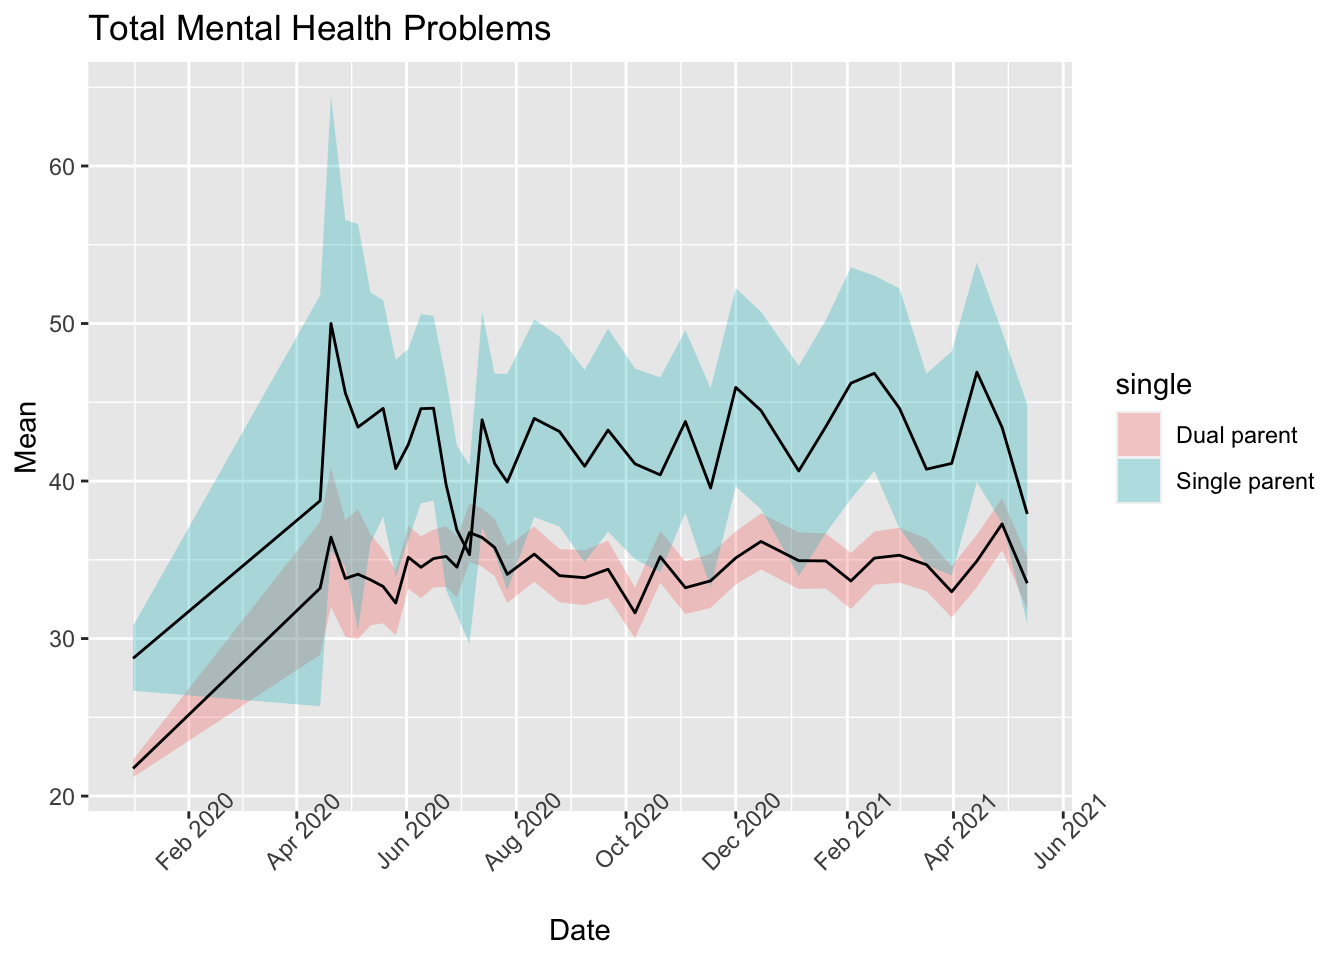 Total Mental Health Problems
60
50
40
30
20
Mean
Feb 2020
Apr 2020
Jun 2020
Aug 2020
Oct 2020
Dec 2020
Feb 2021
Apr 2021
Jun 2021
Date
single
Dual parent
Single parent